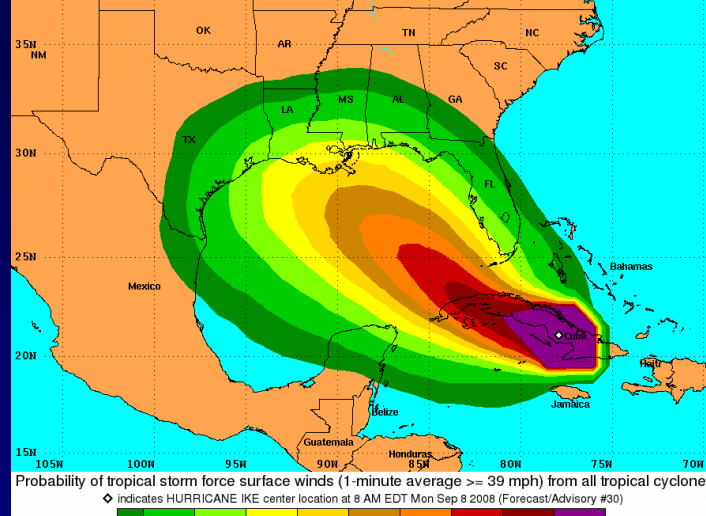 OK
TN
NC
35N
AR
NM
SC
MS
AL
GA
LA
TX
30N
FL
25N
Bahamas
Mexico
Cuba
20N
Haiti
Jamaica
Belize
Guatemala
Honduras
15N
105W 100W 95W 90W 85W 80W 75W 70W
Probability of tropical storm force surface winds (1-minute average >= 39 mph) from all tropical cyclone
indicates HURRICANE IKE center location at 8 AM EDT Mon Sep 8 2008 (Forecast/Advisory #30)